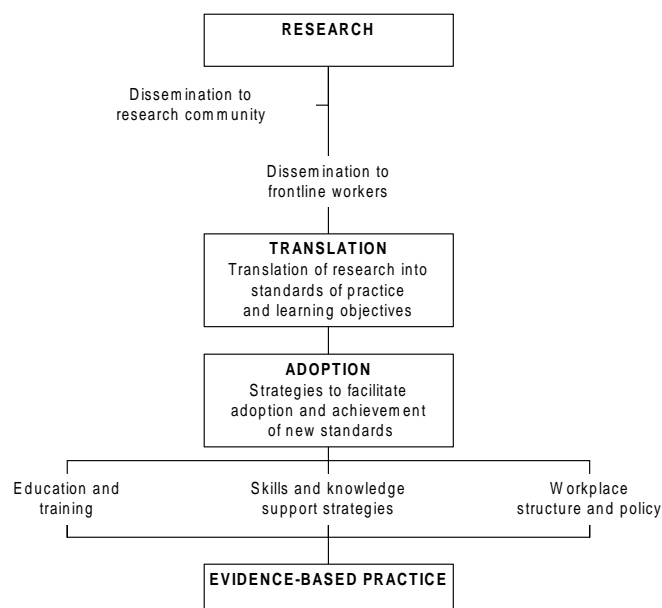 RESEARCH
Dissemination to
research community
Dissemination to
frontline workers
TRANSLATION
Translation of research into
standards of practice
and learning objectives
ADOPTION
Strategies to facilitate
adoption and achievement
of new standards
Education and
training
Skills and knowledge
support strategies
Workplace
structure and policy
EVIDENCE-BASED PRACTICE